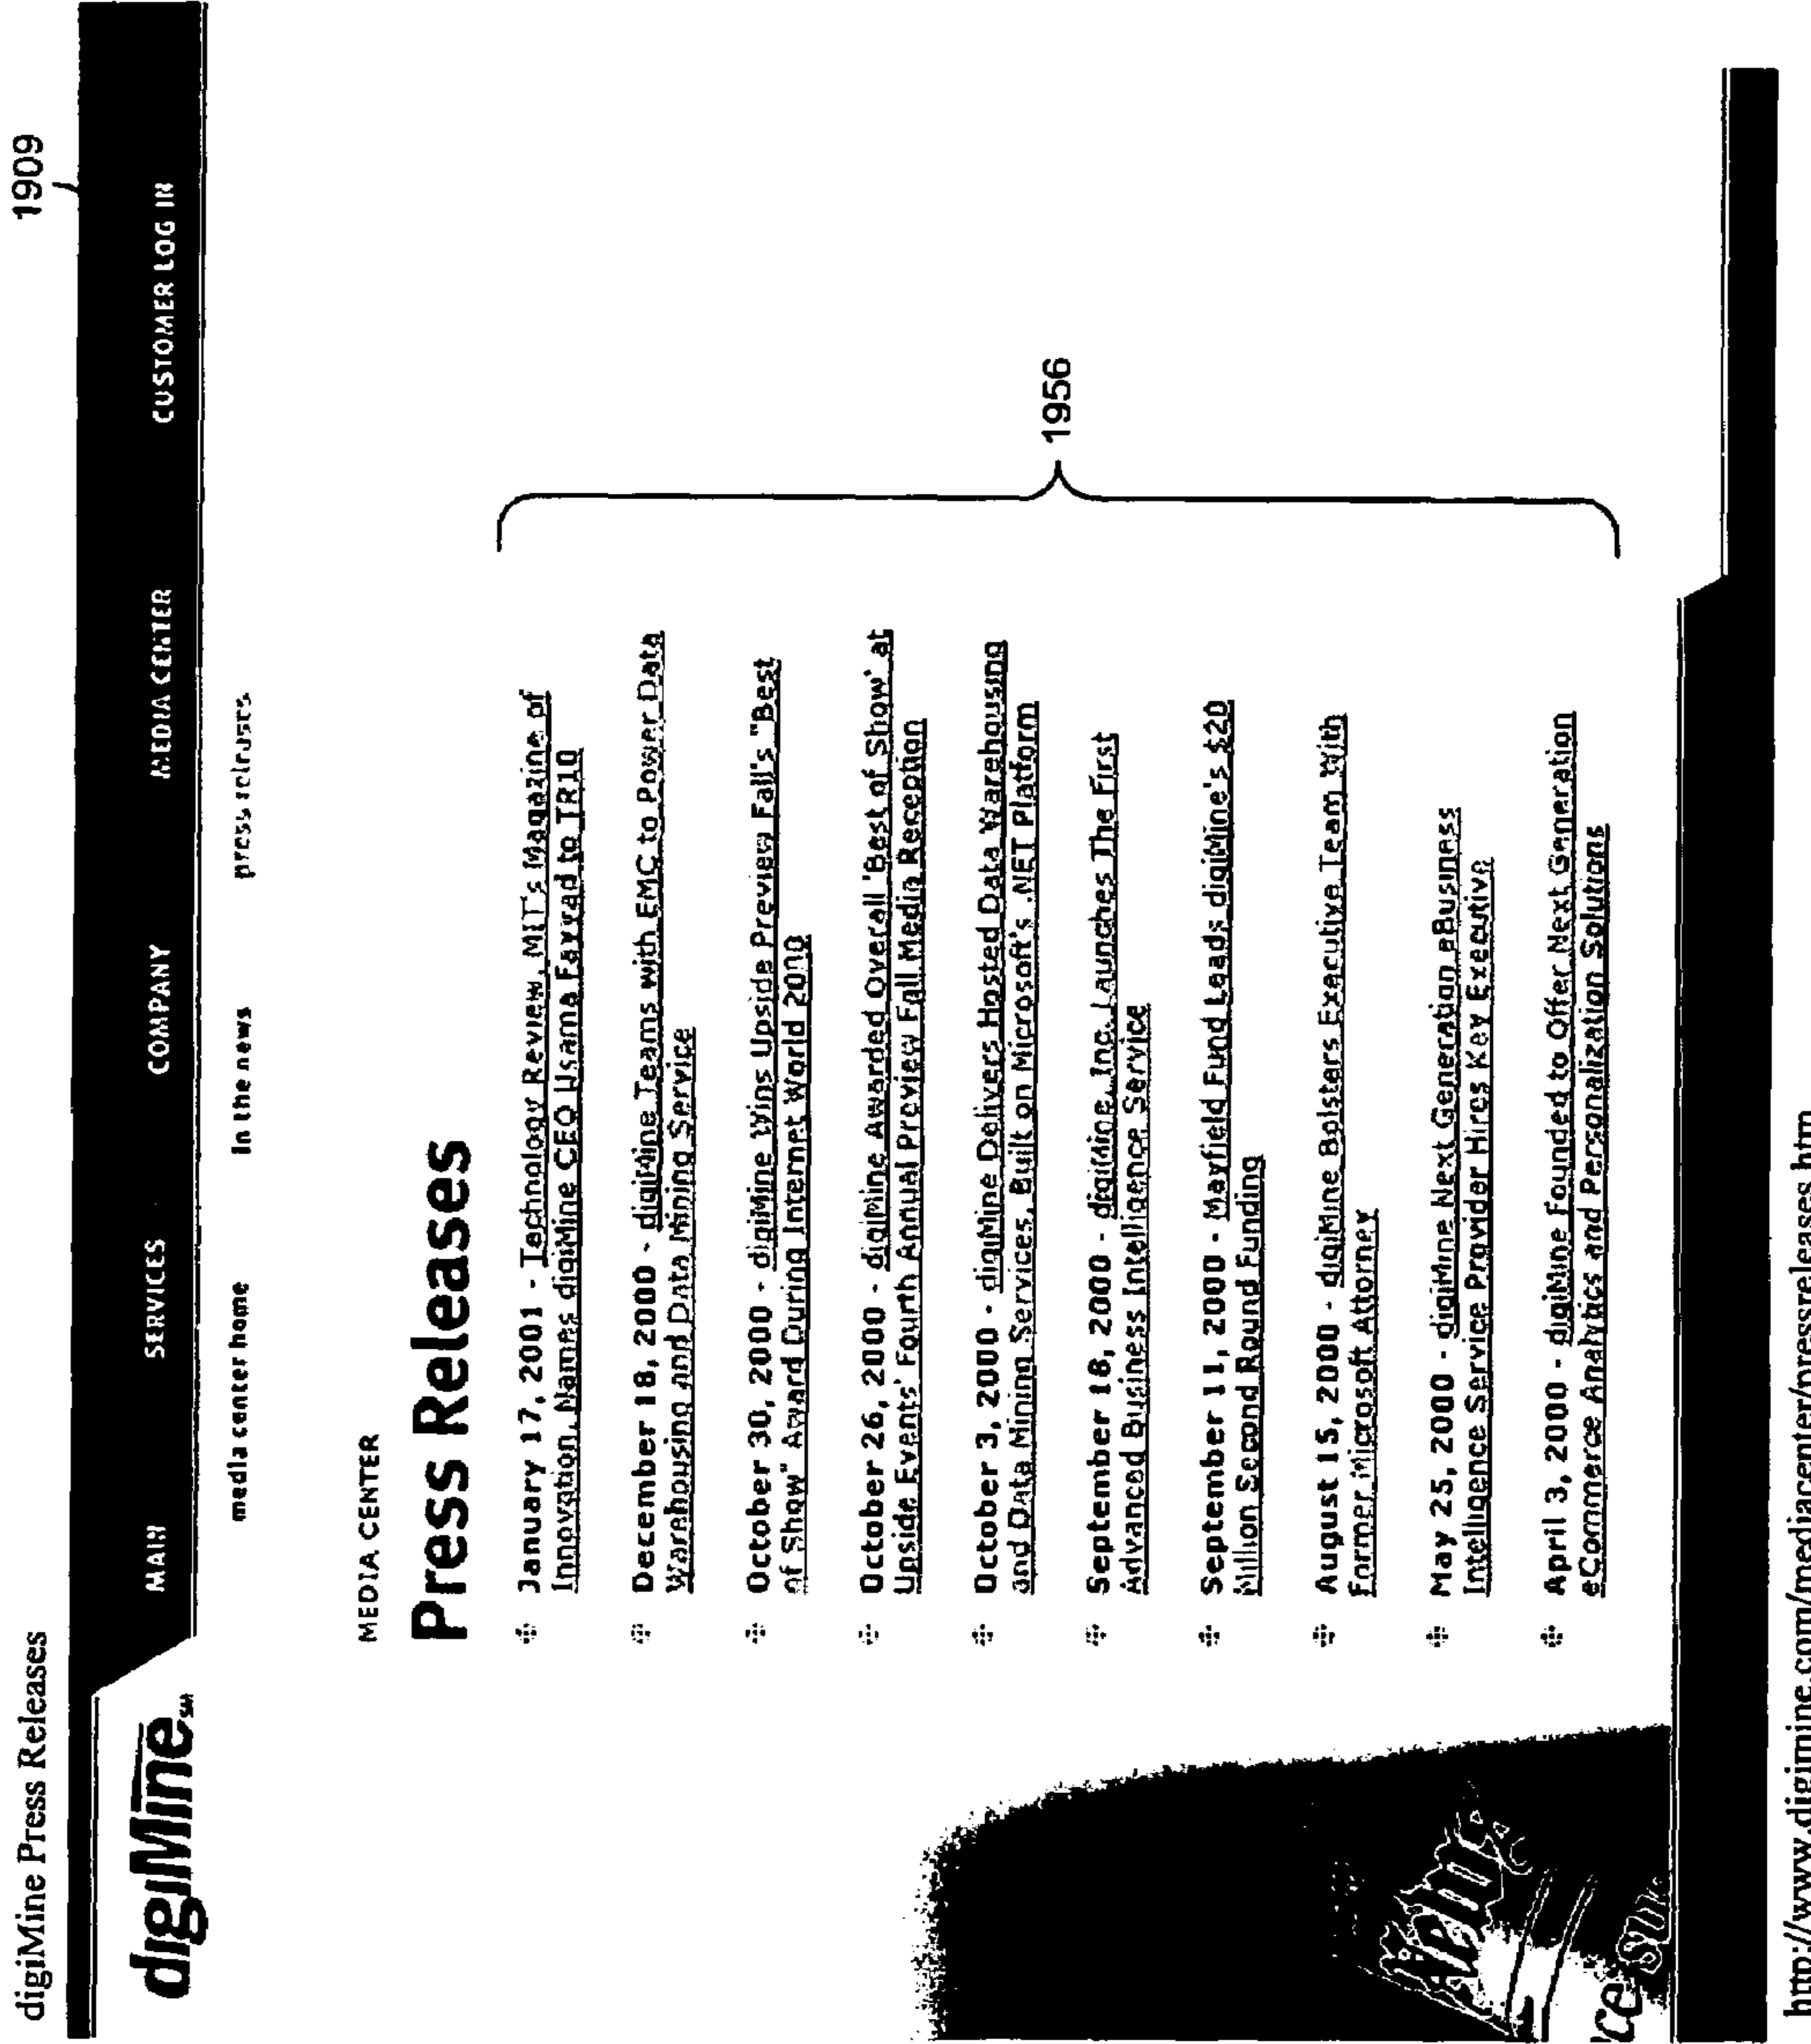 digiMine Press Releases
1909
digiMine SM
MAIN SERVICES COMPANY MEDIA CENTER CUSTOMER LOG IN
media center home In the news press releases
MEDIA CENTER
Press Releases
January 17, 2001 - Technology Review, MIT's Magazine of
Innovation, Names digiMine CEO Usama Fayyad to TR10
December 18, 2000 - digiMine Teams with EMC to Power Data
Warehousing and Data Mining Service
October 30, 2000 - digiMine Wins Upside Preview Fall's "Best
of Show" Award During Internet World 2000
October 26, 2000 - digiMine Awarded Overall 'Best of Show' at
Upside Events' Fourth Annual Preview Fall Media Reception
October 3, 2000 - digiMine Delivers Hosted Data Warehousing
and Data Mining Services, Built on Microsoft's .NET Platform
September 18, 2000 - digiMine, Inc. Launches The First
Advanced Business Intelligence Service
September 11, 2000 - Mayfield Fund Leads digiMine's $20
Million Second Round Funding
August 15, 2000 - digiMine Bolsters Executive Team With
Former Microsoft Attorney
May 25, 2000 - digiMine Next Generation eBusiness
Intelligence Service Provider Hires Key Executive
April 3, 2000 - digiMine Founded to Offer Next Generation
eCommerce Analytics and Personalization Solutions
1956
http://www.digimine.com/mediacenter/pressreleases.htm